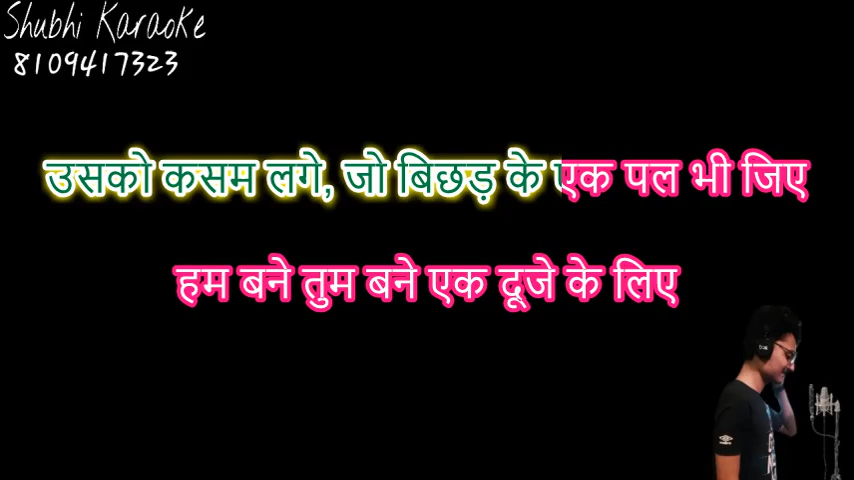 Shubhi Karaoke
8109417323
उसको कसम लगे, जो बिछड़ के एक पल भी जिए
हम बने तुम बने एक दूजे के लिए